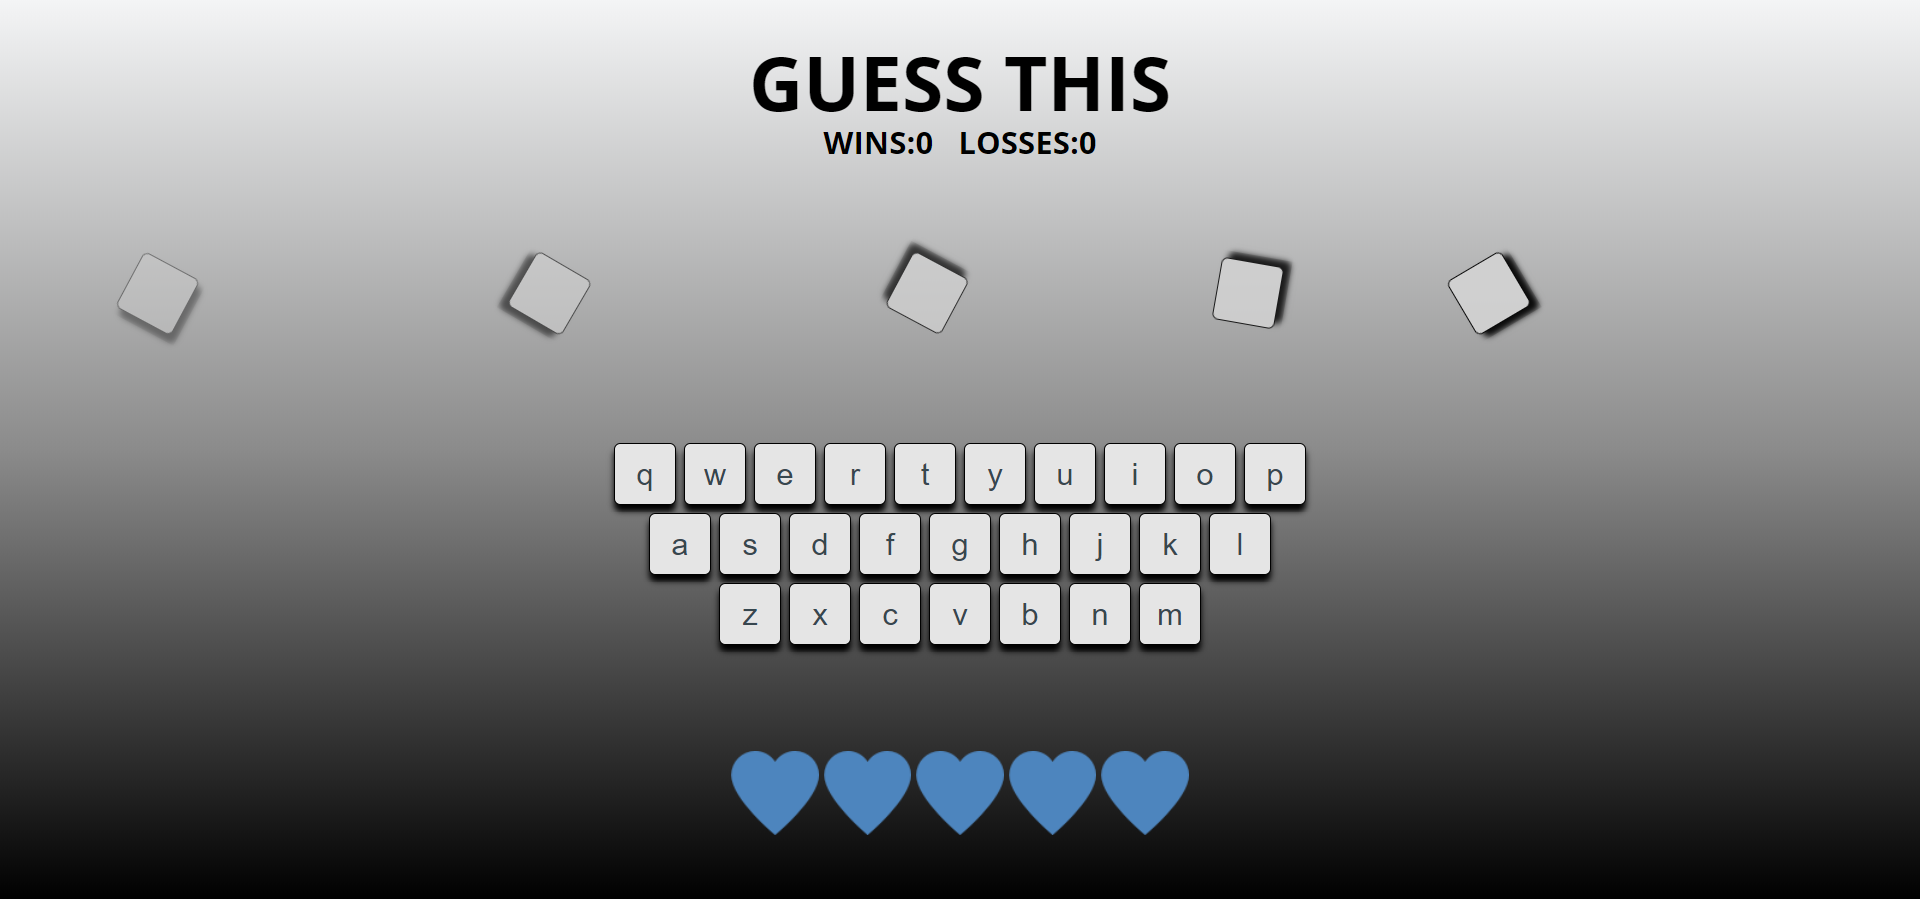 GUESS THIS
WINS:0 LOSSES:0
q w e r t y u i o p
a s d f g h j k l
z x c v b n m